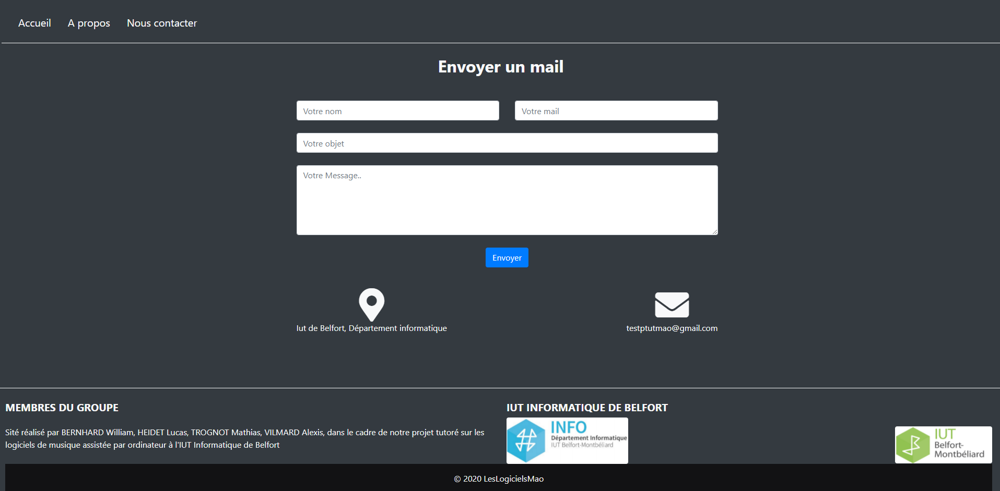 Accueil A propos Nous contacter
Envoyer un mail
Votre nom Votre mail
Votre objet
Votre Message..
Envoyer
Iut de Belfort, Département informatique
testptutmao@gmail.com
MEMBRES DU GROUPE
Sité réalisé par BERNHARD William, HEIDET Lucas, TROGNOT Mathias, VILMARD Alexis, dans le cadre de notre projet tutoré sur les
logiciels de musique assistée par ordinateur à l'IUT Informatique de Belfort
IUT INFORMATIQUE DE BELFORT
INFO
Département Informatique
IUT Belfort-Montbéliard
IUT
Belfort-
Montbéliard
© 2020 LesLogicielsMao